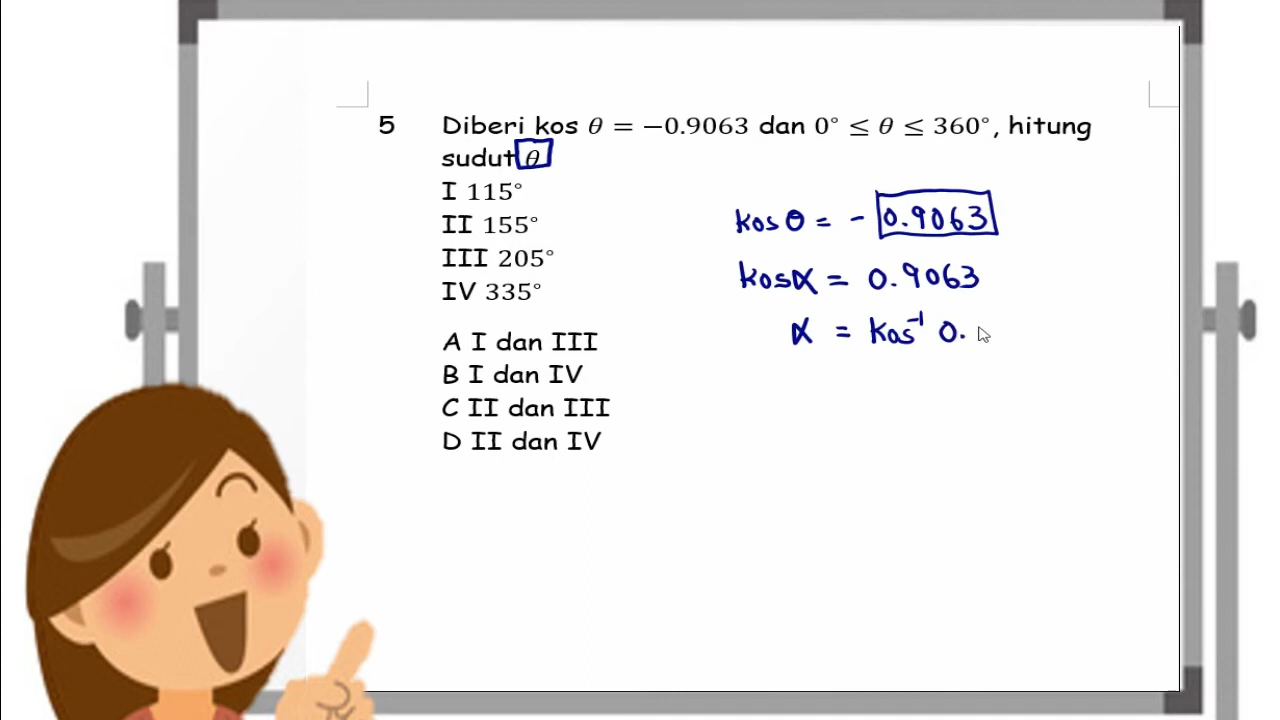 5 Diberi kos θ = −0.9063 dan 0° ≤ θ ≤ 360°, hitung
sudut θ
I 115°
II 155°
III 205°
IV 335°
A I dan III
B I dan IV
C II dan III
D II dan IV
kos θ = - 0.9063
kos α = 0.9063
α = kos⁻¹ 0.